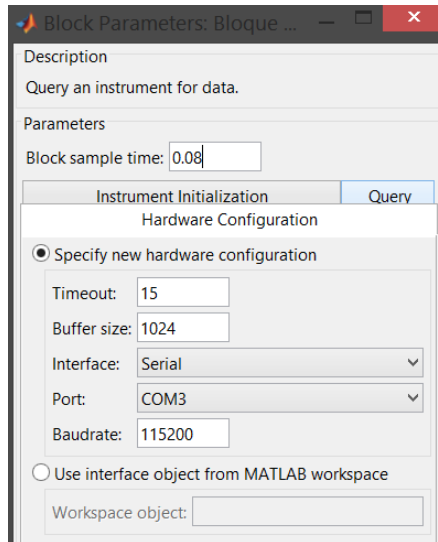 Block Parameters: Bloque ...
Description
Query an instrument for data.
Parameters
Block sample time: 0.08
Instrument Initialization Query
Hardware Configuration
Specify new hardware configuration
Timeout: 15
Buffer size: 1024
Interface: Serial
Port: COM3
Baudrate: 115200
Use interface object from MATLAB workspace
Workspace object: